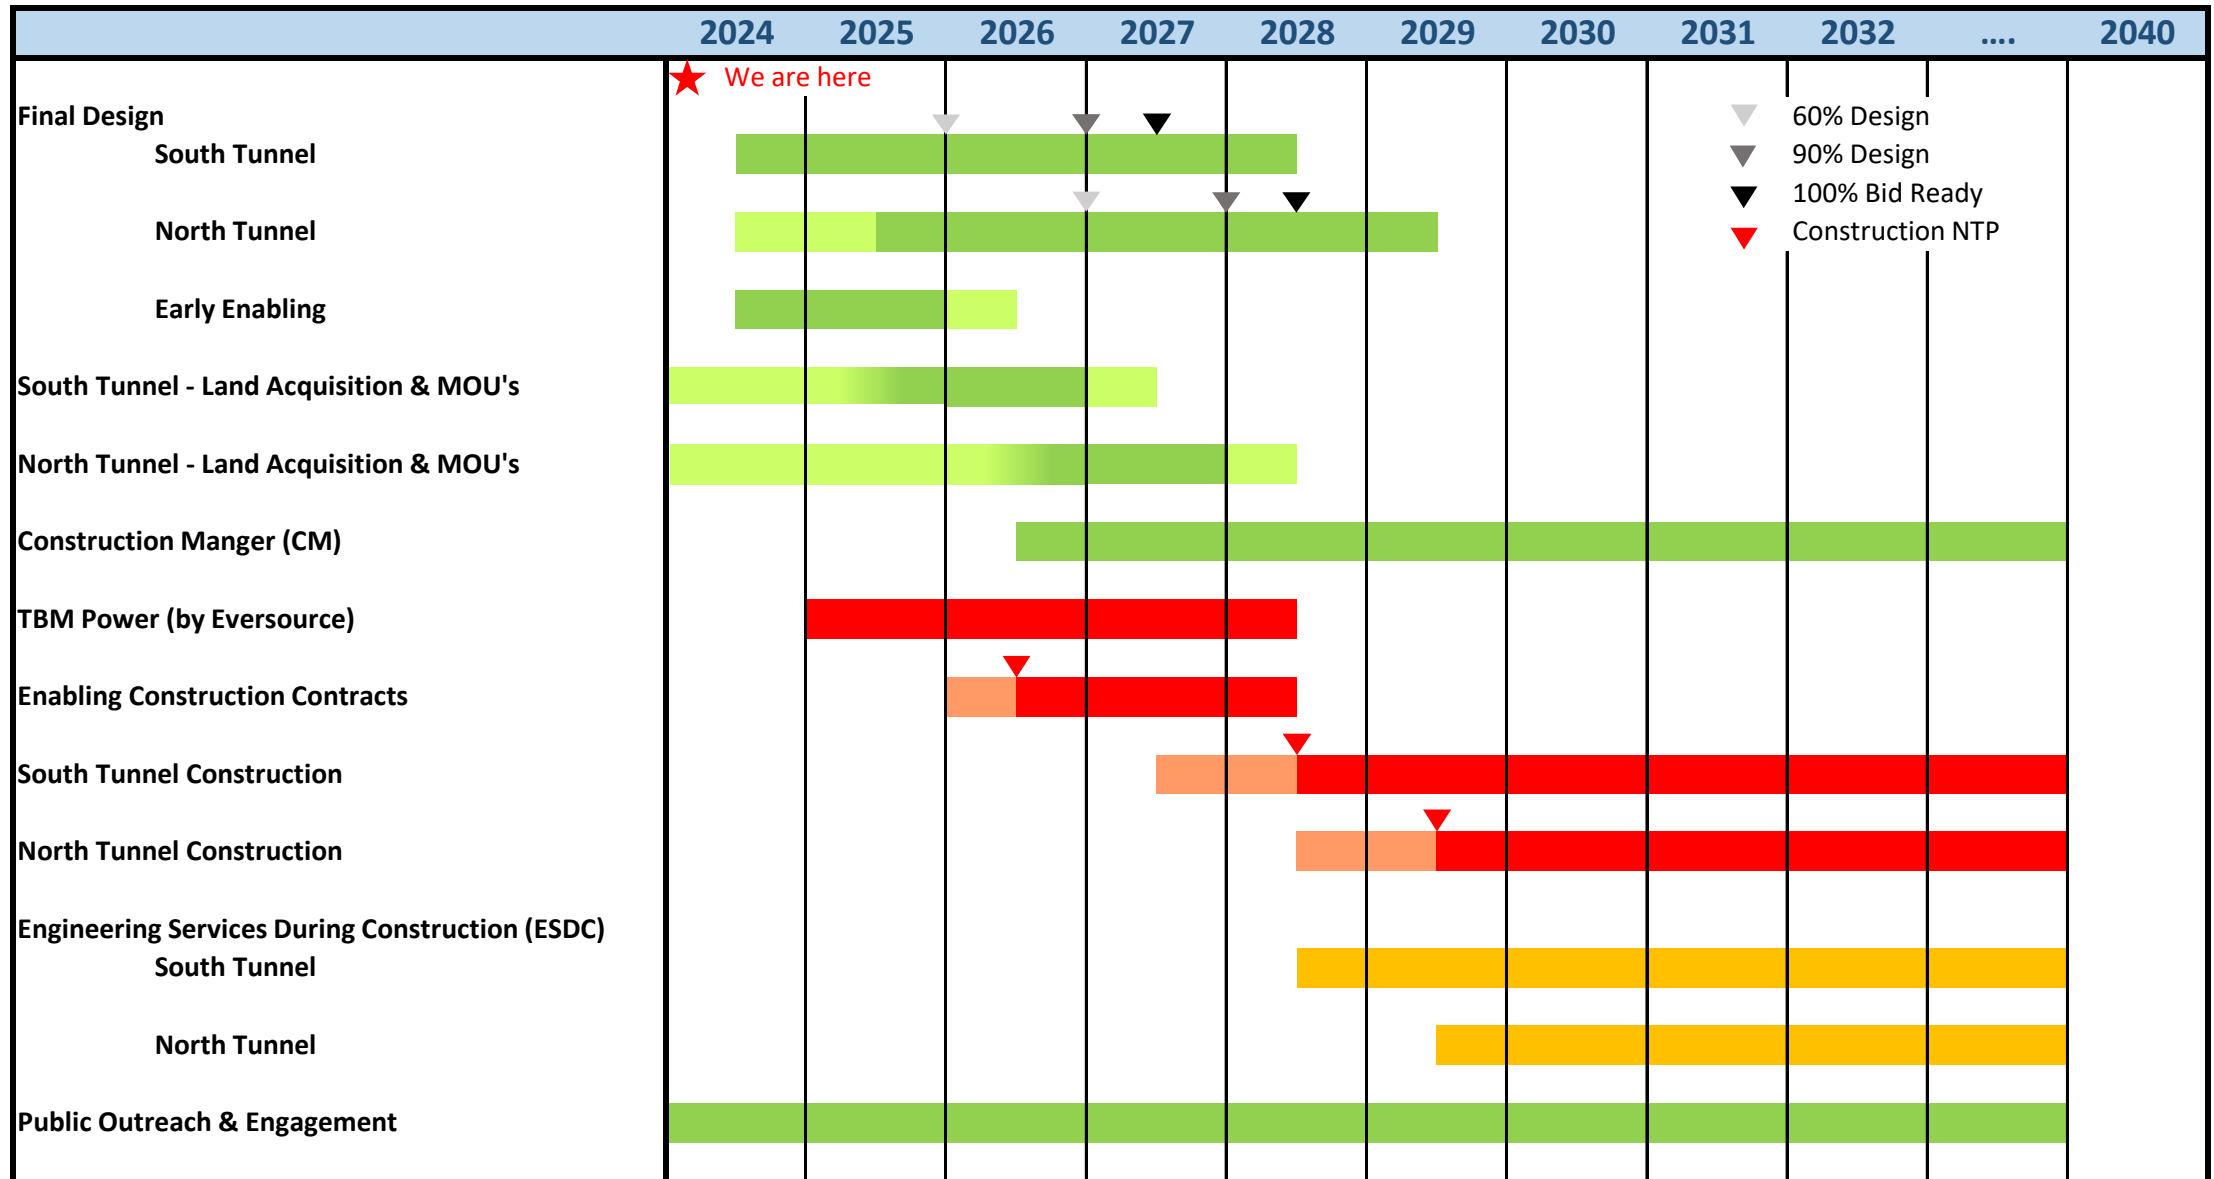 2024 2025 2026 2027 2028 2029 2030 2031 2032 .... 2040
We are here
Final Design
South Tunnel
North Tunnel
Early Enabling
60% Design
90% Design
100% Bid Ready
Construction NTP
South Tunnel - Land Acquisition & MOU's
North Tunnel - Land Acquisition & MOU's
Construction Manger (CM)
TBM Power (by Eversource)
Enabling Construction Contracts
South Tunnel Construction
North Tunnel Construction
Engineering Services During Construction (ESDC)
South Tunnel
North Tunnel
Public Outreach & Engagement